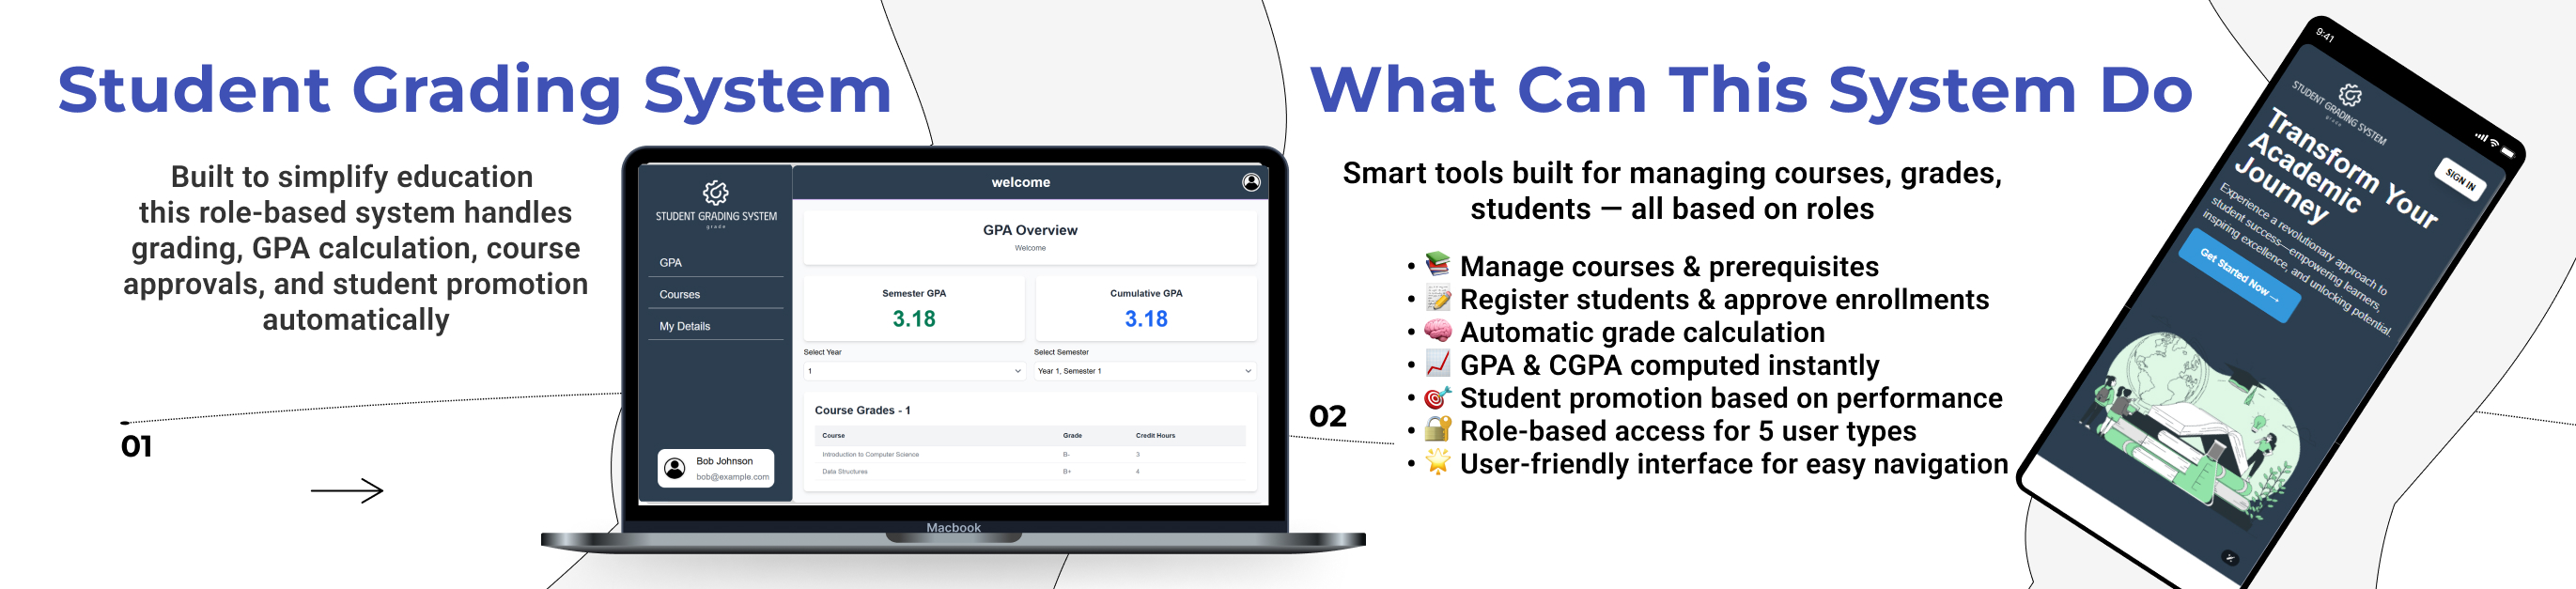 Student Grading System
Built to simplify education
this role-based system handles
grading, GPA calculation, course
approvals, and student promotion
automatically
01
STUDENT GRADING SYSTEM
grade
GPA
Courses
My Details
Bob Johnson
bob@example.com
welcome
GPA Overview
Welcome
Semester GPA
3.18
Cumulative GPA
3.18
Select Year
1
Select Semester
Year 1, Semester 1
Course Grades - 1
Course Grade Credit Hours
Introduction to Computer Science B- 3
Data Structures B+ 4
Macbook
What Can This System Do
Smart tools built for managing courses, grades,
students — all based on roles
• 📚 Manage courses & prerequisites
• 📝 Register students & approve enrollments
• 🧠 Automatic grade calculation
• 📈 GPA & CGPA computed instantly
• 🎯 Student promotion based on performance
• 🔐 Role-based access for 5 user types
• 🌟 User-friendly interface for easy navigation
02
9:41
STUDENT GRADING SYSTEM
grade
SIGN IN
Transform Your
Academic
Journey
Experience a revolutionary approach to
student success—empowering learners,
inspiring excellence, and unlocking potential.
Get Started Now →